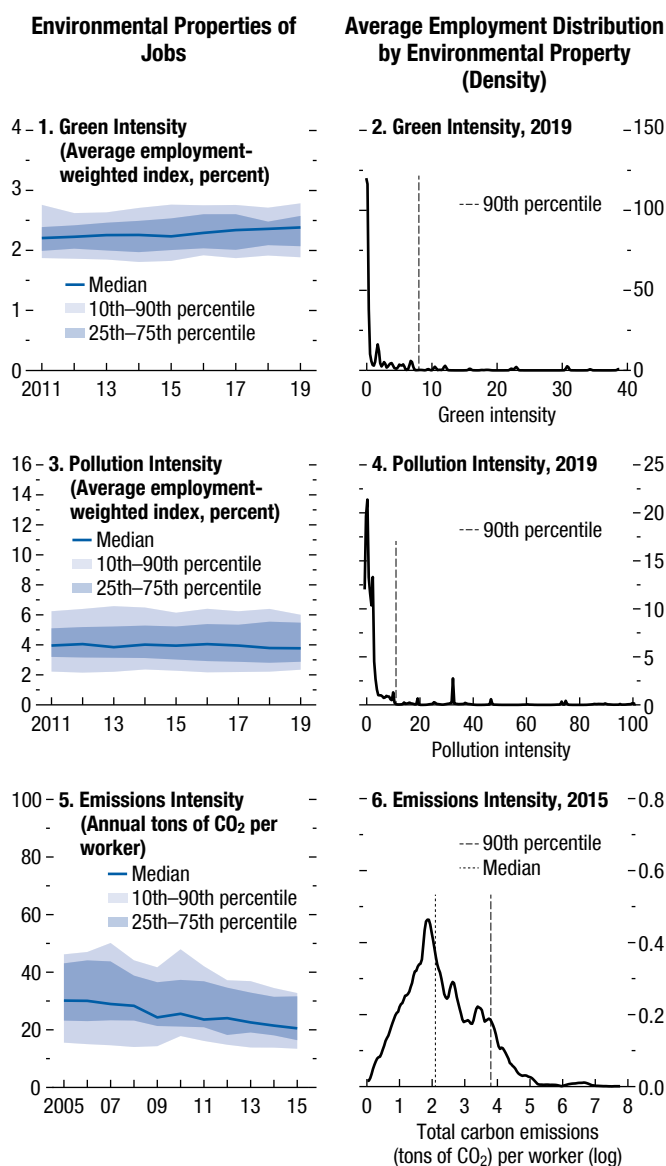 Environmental Properties of
Jobs
Average Employment Distribution
by Environmental Property
(Density)
1. Green Intensity
(Average employment-
weighted index, percent)
4
3
2
1
0
Median
10th–90th percentile
25th–75th percentile
2011 13 15 17 19
2. Green Intensity, 2019
90th percentile
150
125
100
75
50
25
0
0 10 20 30 40
Green intensity
3. Pollution Intensity
(Average employment-
weighted index, percent)
16
14
12
10
8
6
4
2
0
Median
10th–90th percentile
25th–75th percentile
2011 13 15 17 19
4. Pollution Intensity, 2019
90th percentile
25
20
15
10
5
0
0 20 40 60 80 100
Pollution intensity
5. Emissions Intensity
(Annual tons of CO₂ per
worker)
100
80
60
40
20
0
Median
10th–90th percentile
25th–75th percentile
2005 07 09 11 13 15
6. Emissions Intensity, 2015
90th percentile
Median
0.8
0.6
0.4
0.2
0.0
0 1 2 3 4 5 6 7 8
Total carbon emissions
(tons of CO₂) per worker (log)